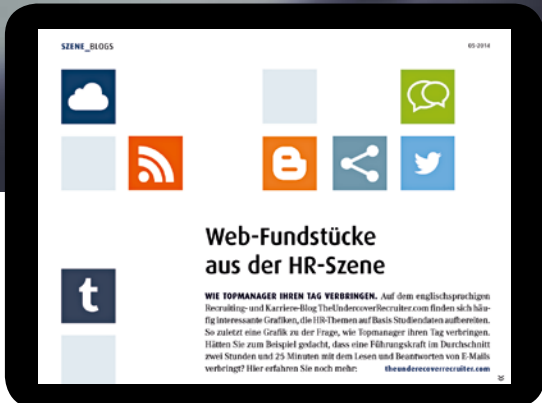 SZENE_BLOGS
05-2014
Web-Fundstücke
aus der HR-Szene
WIE TOPMANAGER IHREN TAG VERBRINGEN. Auf dem englischsprachigen
Recruiting- und Karriere-Blog TheUndercoverRecruiter.com finden sich häu-
fig interessante Grafiken, die HR-Themen auf Basis Studiendaten aufbereiten.
So zuletzt eine Grafik zu der Frage, wie Topmanager ihren Tag verbringen.
Hätten Sie zum Beispiel gedacht, dass eine Führungskraft im Durchschnitt
zwei Stunden und 25 Minuten mit dem Lesen und Beantworten von E-Mails
verbringt? Hier erfahren Sie noch mehr: theunderecoverrecruiter.com